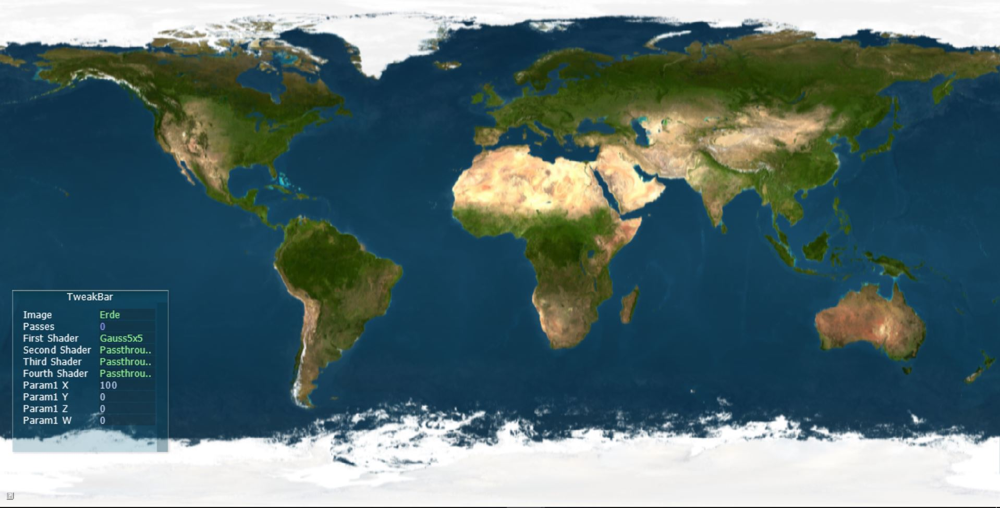 TweakBar
Image Erde
Passes 0
First Shader Gauss5x5
Second Shader Passthrou..
Third Shader Passthrou..
Fourth Shader Passthrou..
Param1 X 100
Param1 Y 0
Param1 Z 0
Param1 W 0